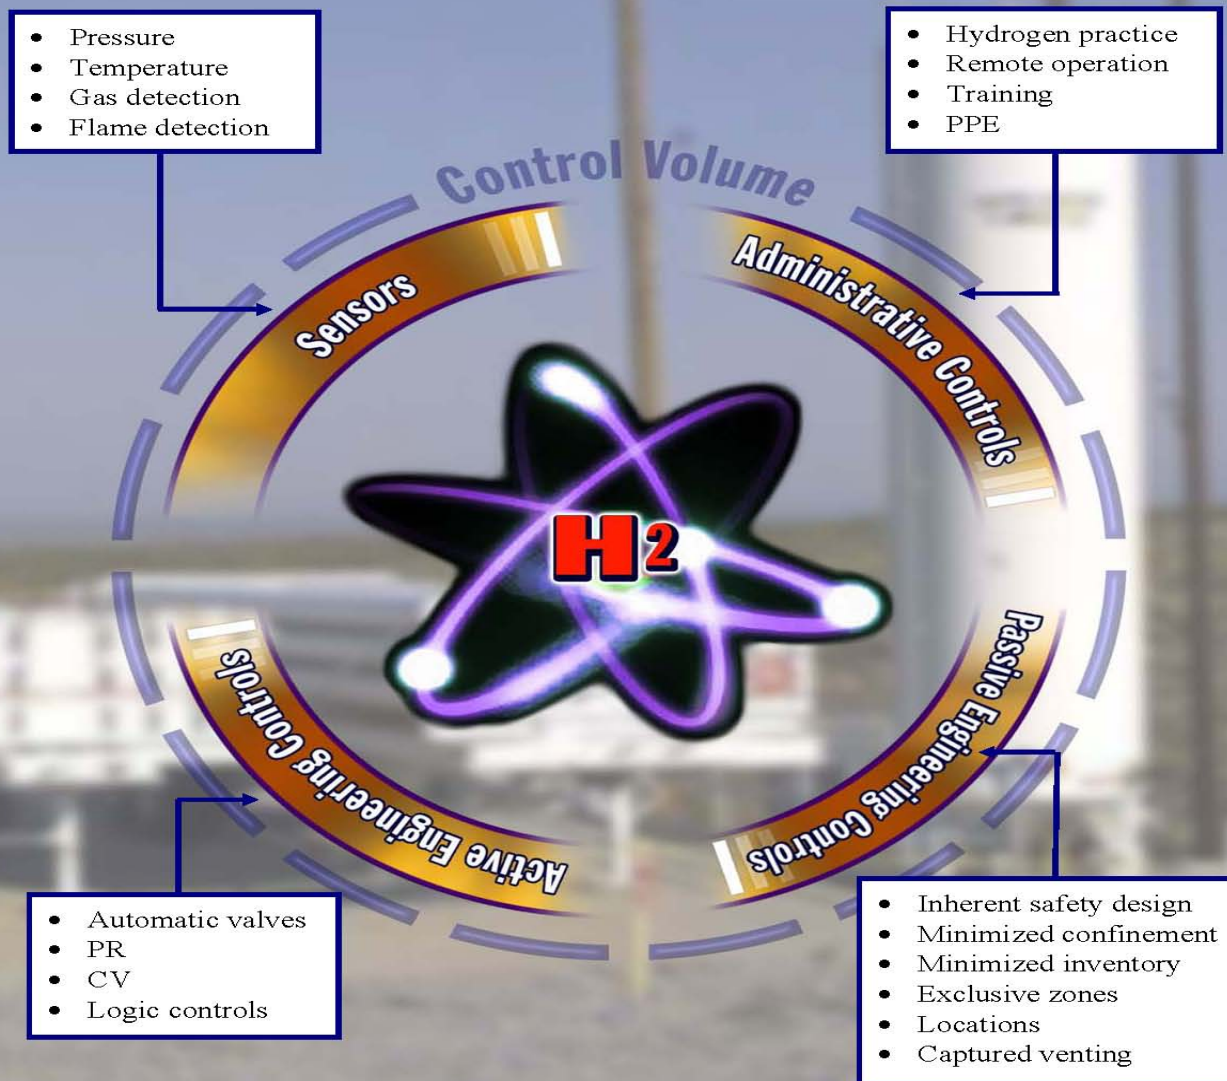 • Pressure
• Temperature
• Gas detection
• Flame detection
• Hydrogen practice
• Remote operation
• Training
• PPE
Control Volume
Sensors
Administrative Controls
H2
Active Engineering Controls
Passive Engineering Controls
• Automatic valves
• PR
• CV
• Logic controls
• Inherent safety design
• Minimized confinement
• Minimized inventory
• Exclusive zones
• Locations
• Captured venting